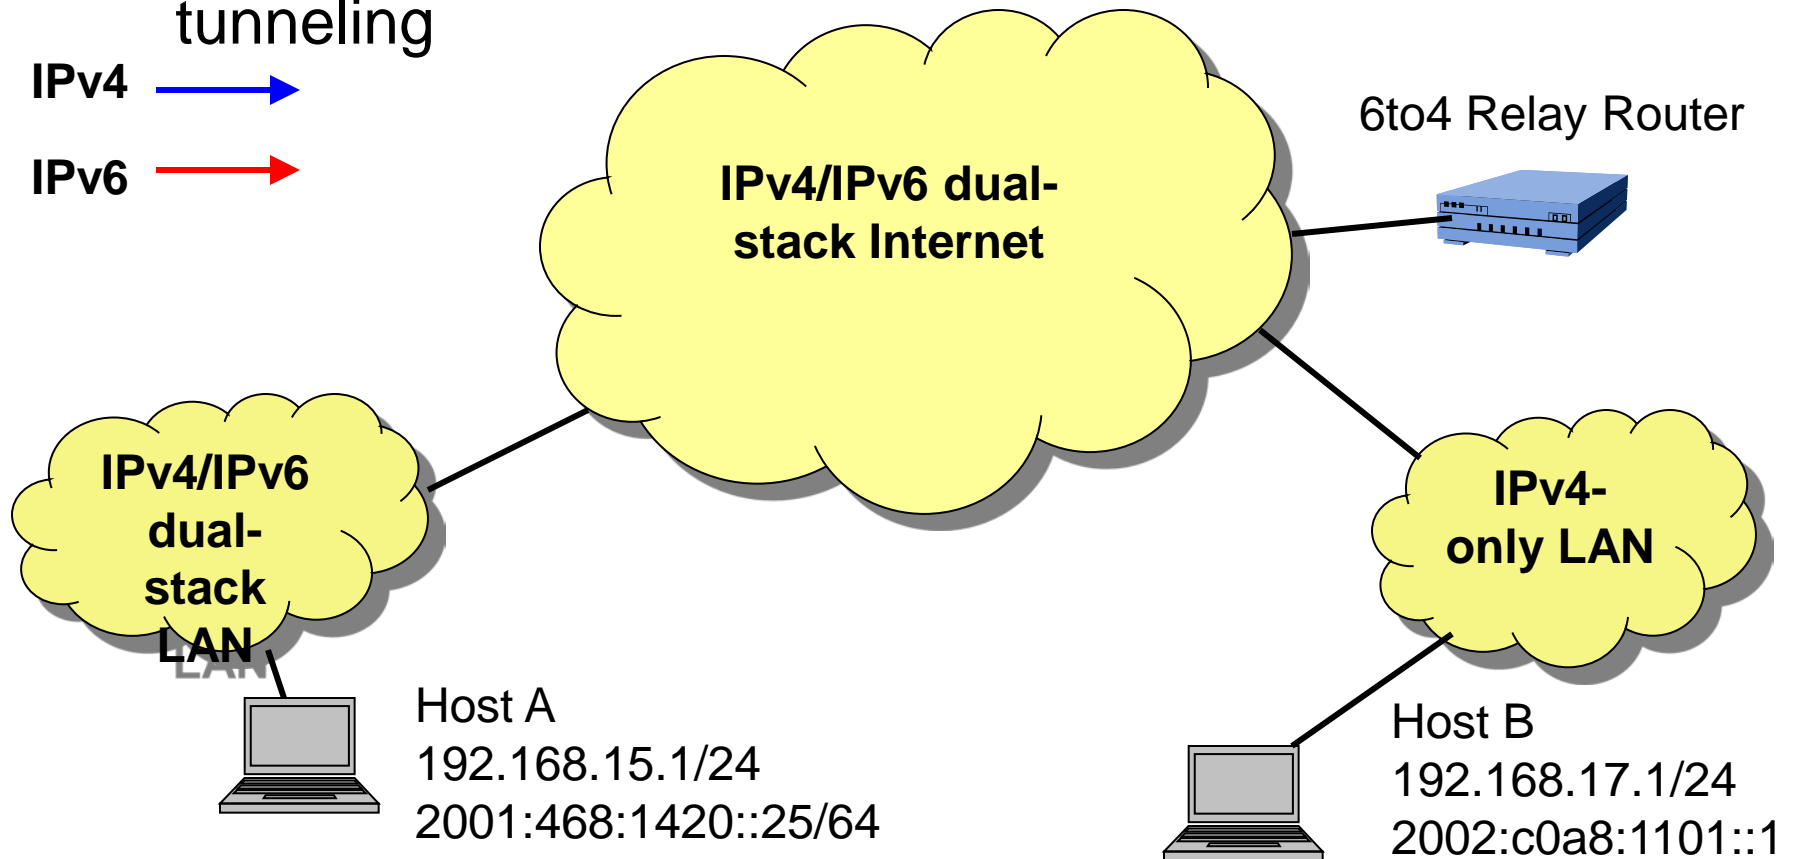 tunneling
IPv4
IPv6
IPv4/IPv6 dual-
stack Internet
6to4 Relay Router
IPv4/IPv6
dual-
stack
LAN
IPv4-
only LAN
Host A
192.168.15.1/24
2001:468:1420::25/64
Host B
192.168.17.1/24
2002:c0a8:1101::1